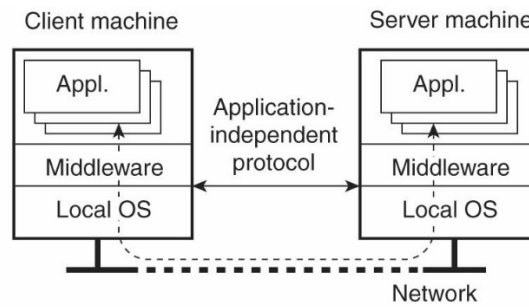 Client machine
Server machine
Appl.
Appl.
Application-
independent
protocol
Middleware
Middleware
Local OS
Local OS
Network